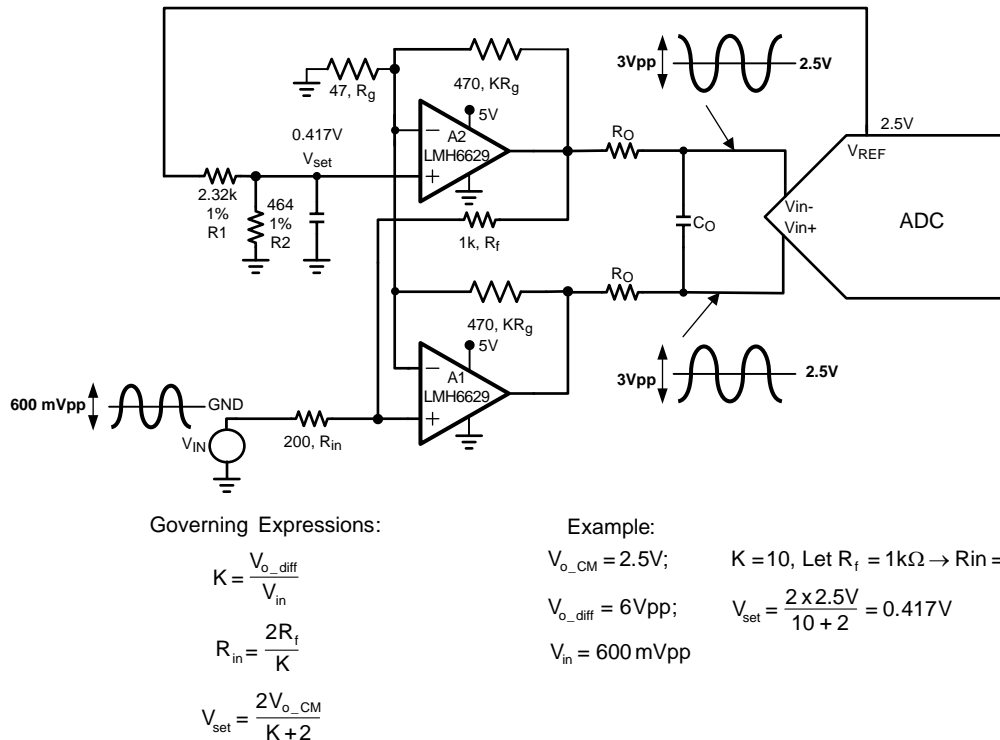 470, KRg
47, Rg
3Vpp
2.5V
5V
0.417V
Vset
A2
LMH6629
−
+
RO
2.5V
VREF
2.32k
1%
R1
464
1%
R2
1k, Rf
CO
Vin-
Vin+
ADC
RO
470, KRg
5V
A1
LMH6629
−
+
3Vpp
2.5V
600 mVpp
GND
VIN
200, Rin
Governing Expressions:
K = Vo_diff / Vin
Rin = 2Rf / K
Vset = 2Vo_CM / K + 2
Example:
Vo_CM = 2.5V; K = 10, Let Rf = 1kΩ → Rin =
Vo_diff = 6Vpp; Vset = 2 x 2.5V / 10 + 2 = 0.417V
Vin = 600 mVpp